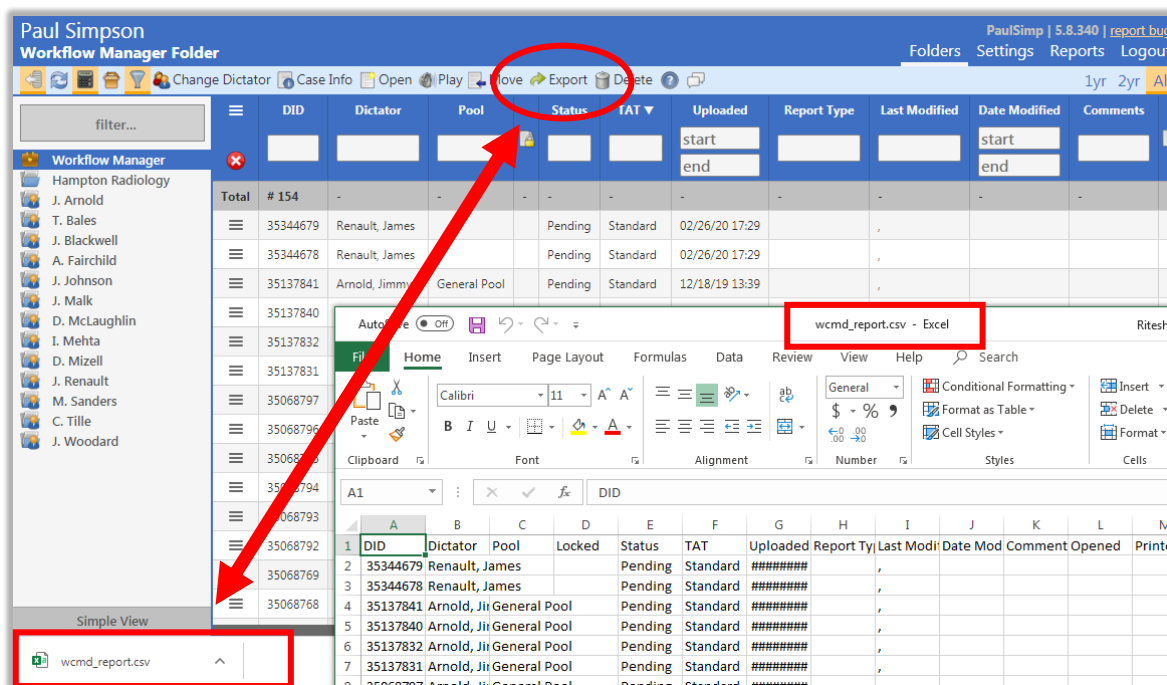 Paul Simpson
PaulSimp | 5.8.340 | report bug
Workflow Manager Folder
Folders Settings Reports Logout
Change Dictator Case Info Open Play Move Export Delete
1yr 2yr
filter...
DID Dictator Pool Status TAT▼ Uploaded Report Type Last Modified Date Modified Comments
start start
end end
Workflow Manager
Hampton Radiology
J. Arnold
T. Bales
J. Blackwell
A. Fairchild
J. Johnson
J. Malk
D. McLaughlin
I. Mehta
D. Mizell
J. Renault
M. Sanders
C. Tille
J. Woodard
Simple View
Total # 154 - - - - - - - - - -
35344679 Renault, James Pending Standard 02/26/20 17:29 ,
35344678 Renault, James Pending Standard 02/26/20 17:29 ,
35137841 Arnold, Jimmy General Pool Pending Standard 12/18/19 13:39 ,
35137840
35137832
35137831
35068797
35068796
35068794
35068793
35068792
35068769
35068768
wcmd_report.csv
Off wcmd_report.csv - Excel Ritesh
Home Insert Page Layout Formulas Data Review View Help Search
Paste
Calibri 11 A A
B I U A
ab
General
$ % 9
.00 .00
Conditional Formatting
Format as Table
Cell Styles
Insert
Delete
Format
Clipboard Font Alignment Number Styles Cells
A1 fx DID
A B C D E F G H I J K L
1 DID Dictator Pool Locked Status TAT Uploaded Report Ty Last Modi Date Mod Comment Opened Printe
2 35344679 Renault, James Pending Standard ######## ,
3 35344678 Renault, James Pending Standard ######## ,
4 35137841 Arnold, Ji General Pool Pending Standard ######## ,
5 35137840 Arnold, Ji General Pool Pending Standard ######## ,
6 35137832 Arnold, Ji General Pool Pending Standard ######## ,
7 35137831 Arnold, Ji General Pool Pending Standard ######## ,